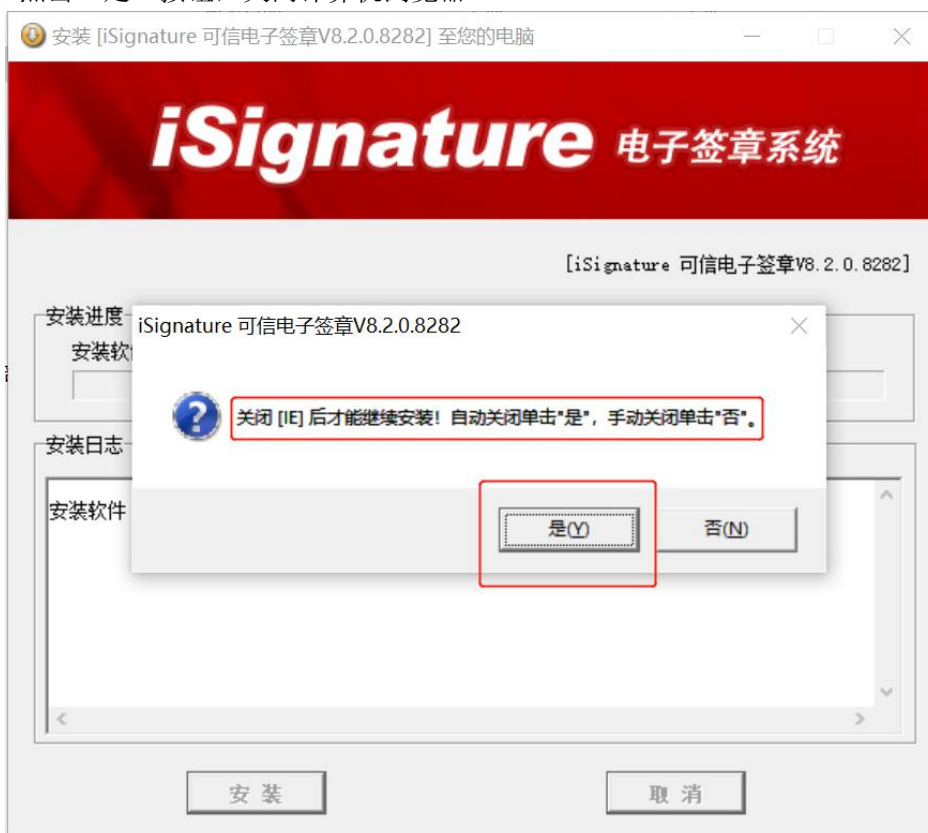 安装 [iSignature 可信电子签章V8.2.0.8282] 至您的电脑
iSignature 电子签章系统
[iSignature 可信电子签章V8.2.0.8282]
安装进度
安装软
iSignature 可信电子签章V8.2.0.8282
关闭 [IE] 后才能继续安装！自动关闭单击"是"，手动关闭单击"否"。
是(Y)
否(N)
安装日志
安装软件
安 装
取 消